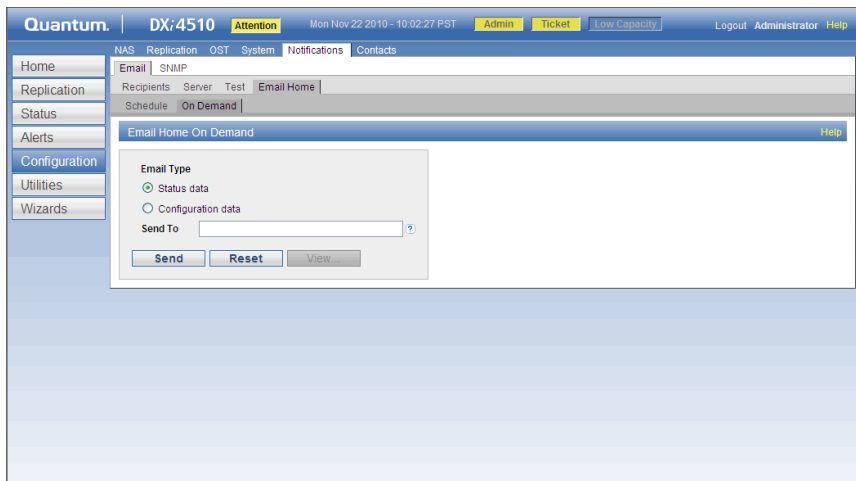 Quantum. DXi4510 Attention Mon Nov 22 2010 - 10:02:27 PST Admin Ticket Low Capacity Logout Administrator Help
NAS Replication OST System Notifications Contacts
Home
Replication
Status
Alerts
Configuration
Utilities
Wizards
Email SNMP
Recipients Server Test Email Home
Schedule On Demand
Email Home On Demand Help
Email Type
Status data
Configuration data
Send To ?
Send Reset View...